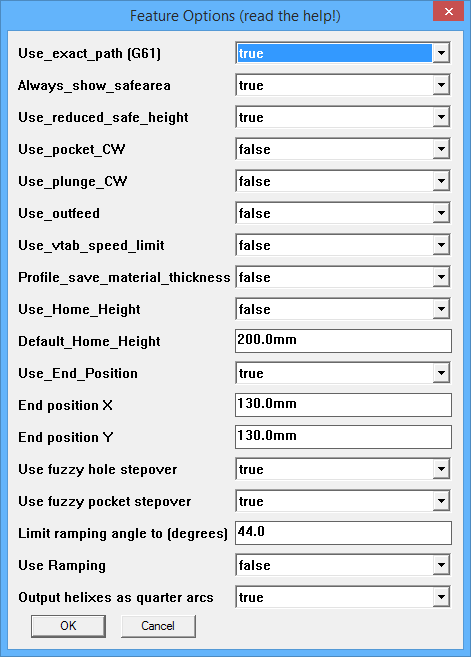 Feature Options (read the help!)
Use_exact_path (G61) true
Always_show_safearea true
Use_reduced_safe_height true
Use_pocket_CW false
Use_plunge_CW false
Use_outfeed false
Use_vtab_speed_limit false
Profile_save_material_thickness false
Use_Home_Height false
Default_Home_Height 200.0mm
Use_End_Position true
End position X 130.0mm
End position Y 130.0mm
Use fuzzy hole stepover true
Use fuzzy pocket stepover true
Limit ramping angle to (degrees) 44.0
Use Ramping false
Output helixes as quarter arcs true
OK Cancel